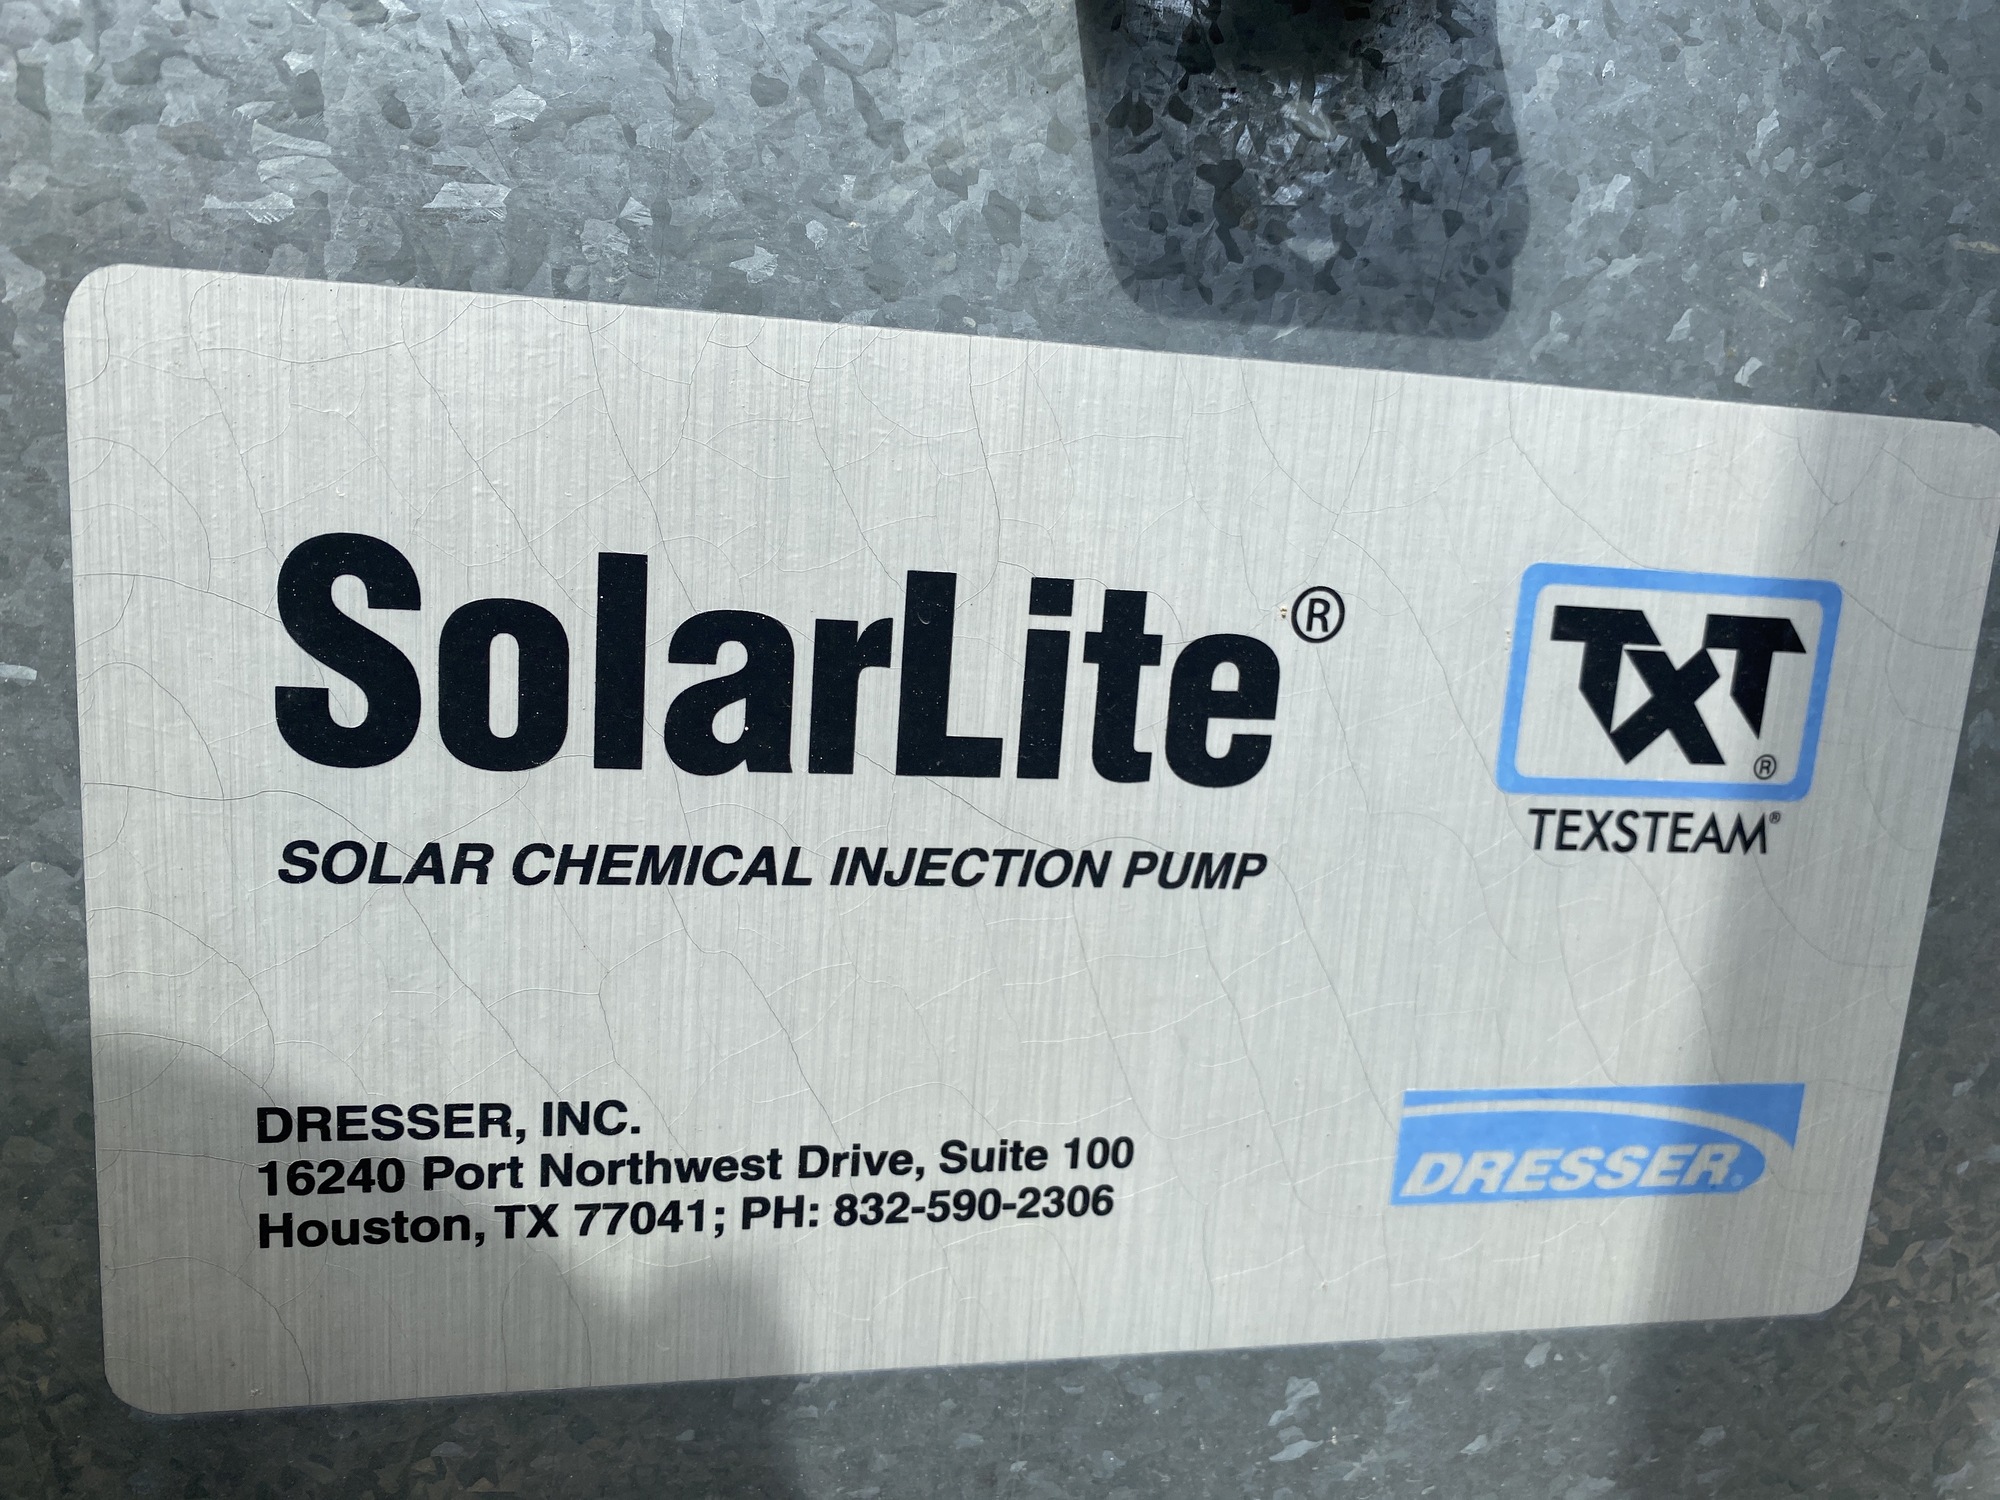 SolarLite®
TXT®
TEXSTEAM®
SOLAR CHEMICAL INJECTION PUMP
DRESSER, INC.
16240 Port Northwest Drive, Suite 100
Houston, TX 77041; PH: 832-590-2306
DRESSER®